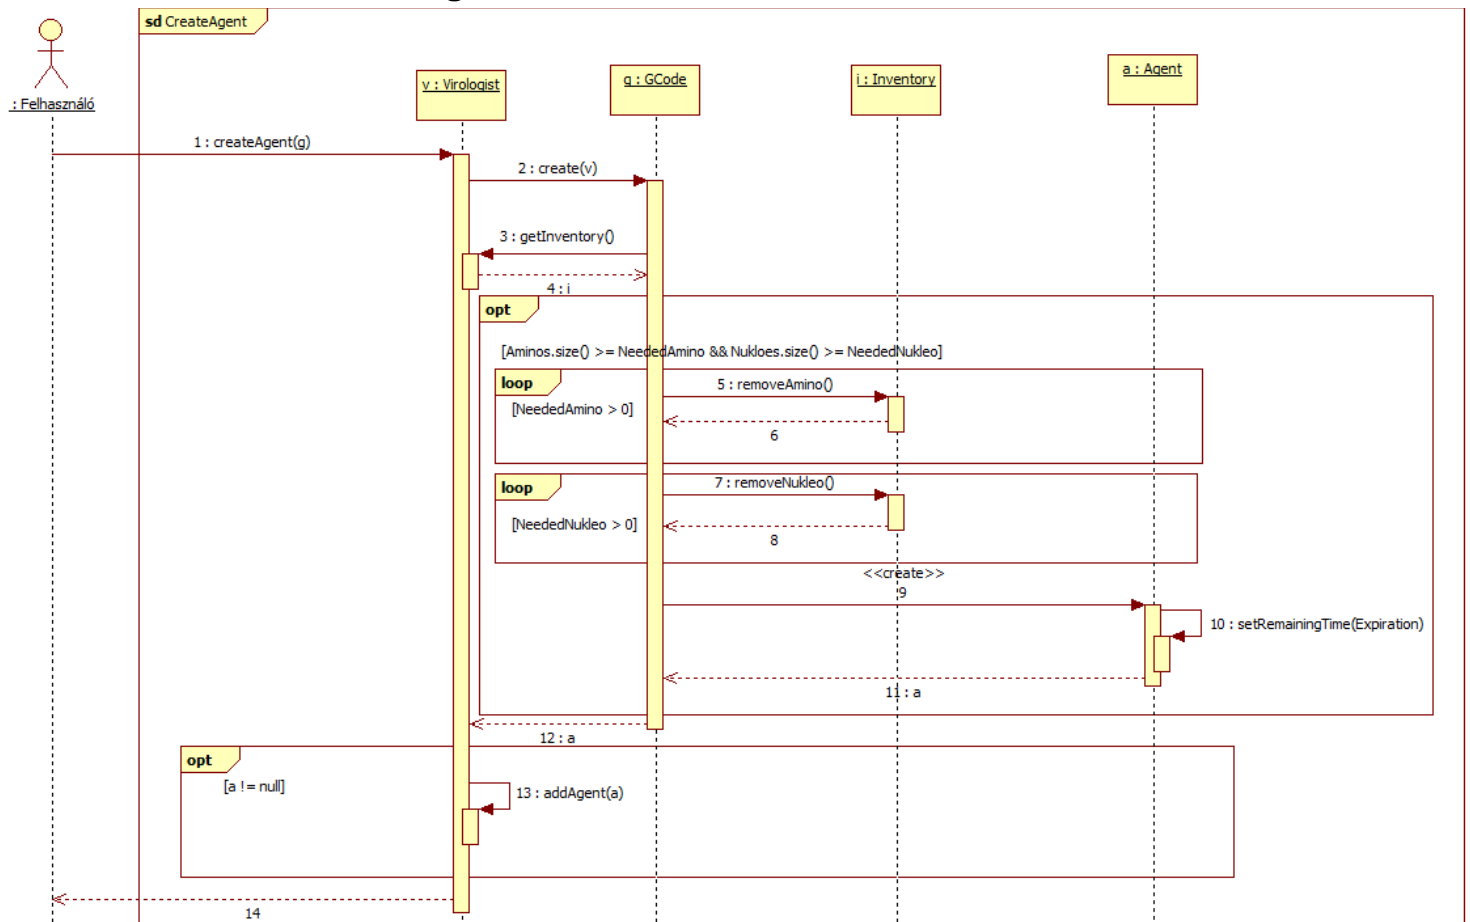 sd CreateAgent
: Felhasználó
v : Virologist
g : GCode
i : Inventory
a : Agent
1 : createAgent(g)
2 : create(v)
3 : getInventory()
4 : i
opt
[Aminos.size() >= NeededAmino && Nukloes.size() >= NeededNukleo]
loop
5 : removeAmino()
[NeededAmino > 0]
6
loop
7 : removeNukleo()
[NeededNukleo > 0]
8
<<create>>
9
10 : setRemainingTime(Expiration)
11 : a
12 : a
opt
[a != null]
13 : addAgent(a)
14